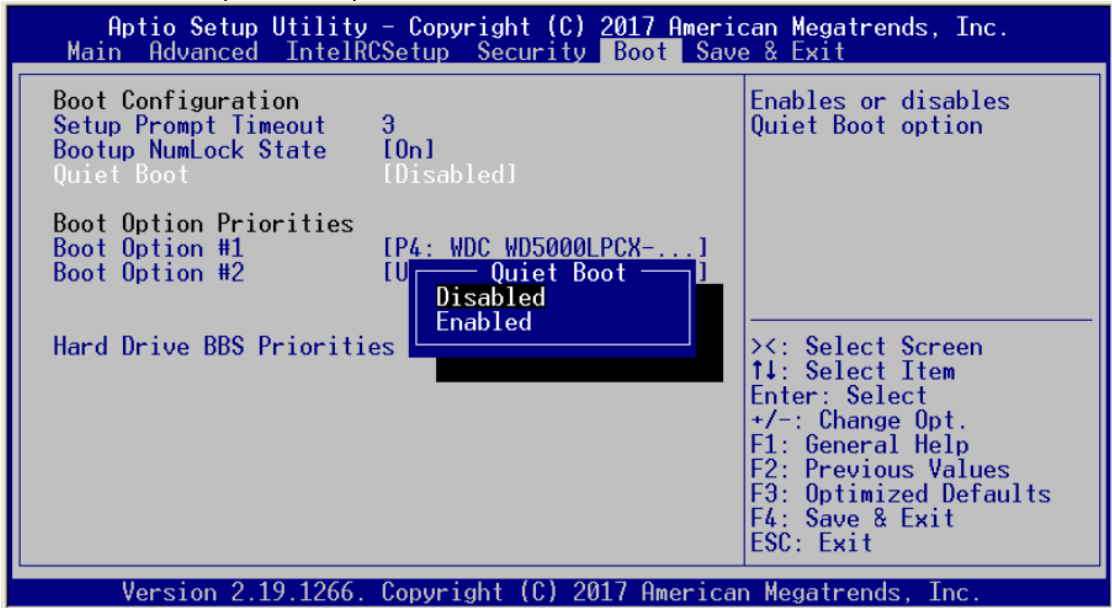 Aptio Setup Utility – Copyright (C) 2017 American Megatrends, Inc.
Main Advanced IntelRCSetup Security Boot Save & Exit
Boot Configuration
Setup Prompt Timeout 3
Bootup NumLock State [On]
Quiet Boot [Disabled]
Boot Option Priorities
Boot Option #1 [P4: WDC WD5000LPCX-...]
Boot Option #2 [U ]
Quiet Boot
Disabled
Enabled
Hard Drive BBS Priorities
Enables or disables
Quiet Boot option
><: Select Screen
↑↓: Select Item
Enter: Select
+/-: Change Opt.
F1: General Help
F2: Previous Values
F3: Optimized Defaults
F4: Save & Exit
ESC: Exit
Version 2.19.1266. Copyright (C) 2017 American Megatrends, Inc.